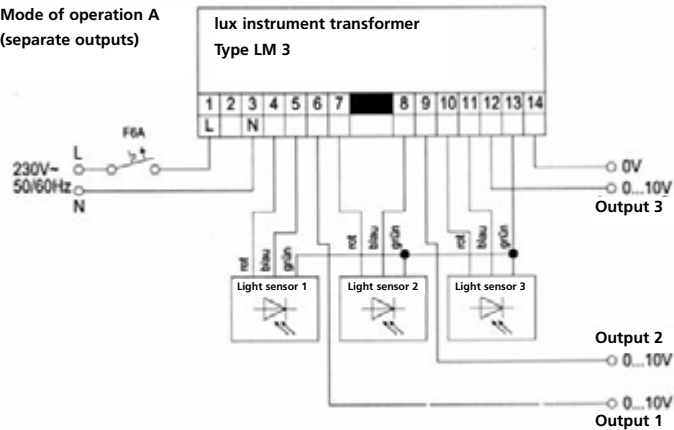 Mode of operation A
(separate outputs)
lux instrument transformer
Type LM 3
1 2 3 4 5 6 7 8 9 10 11 12 13 14
L N
F6A
L
230V~
50/60Hz
N
0V
0...10V
Output 3
rot blau grün rot blau grün rot blau grün
Light sensor 1 Light sensor 2 Light sensor 3
Output 2
0...10V
0...10V
Output 1